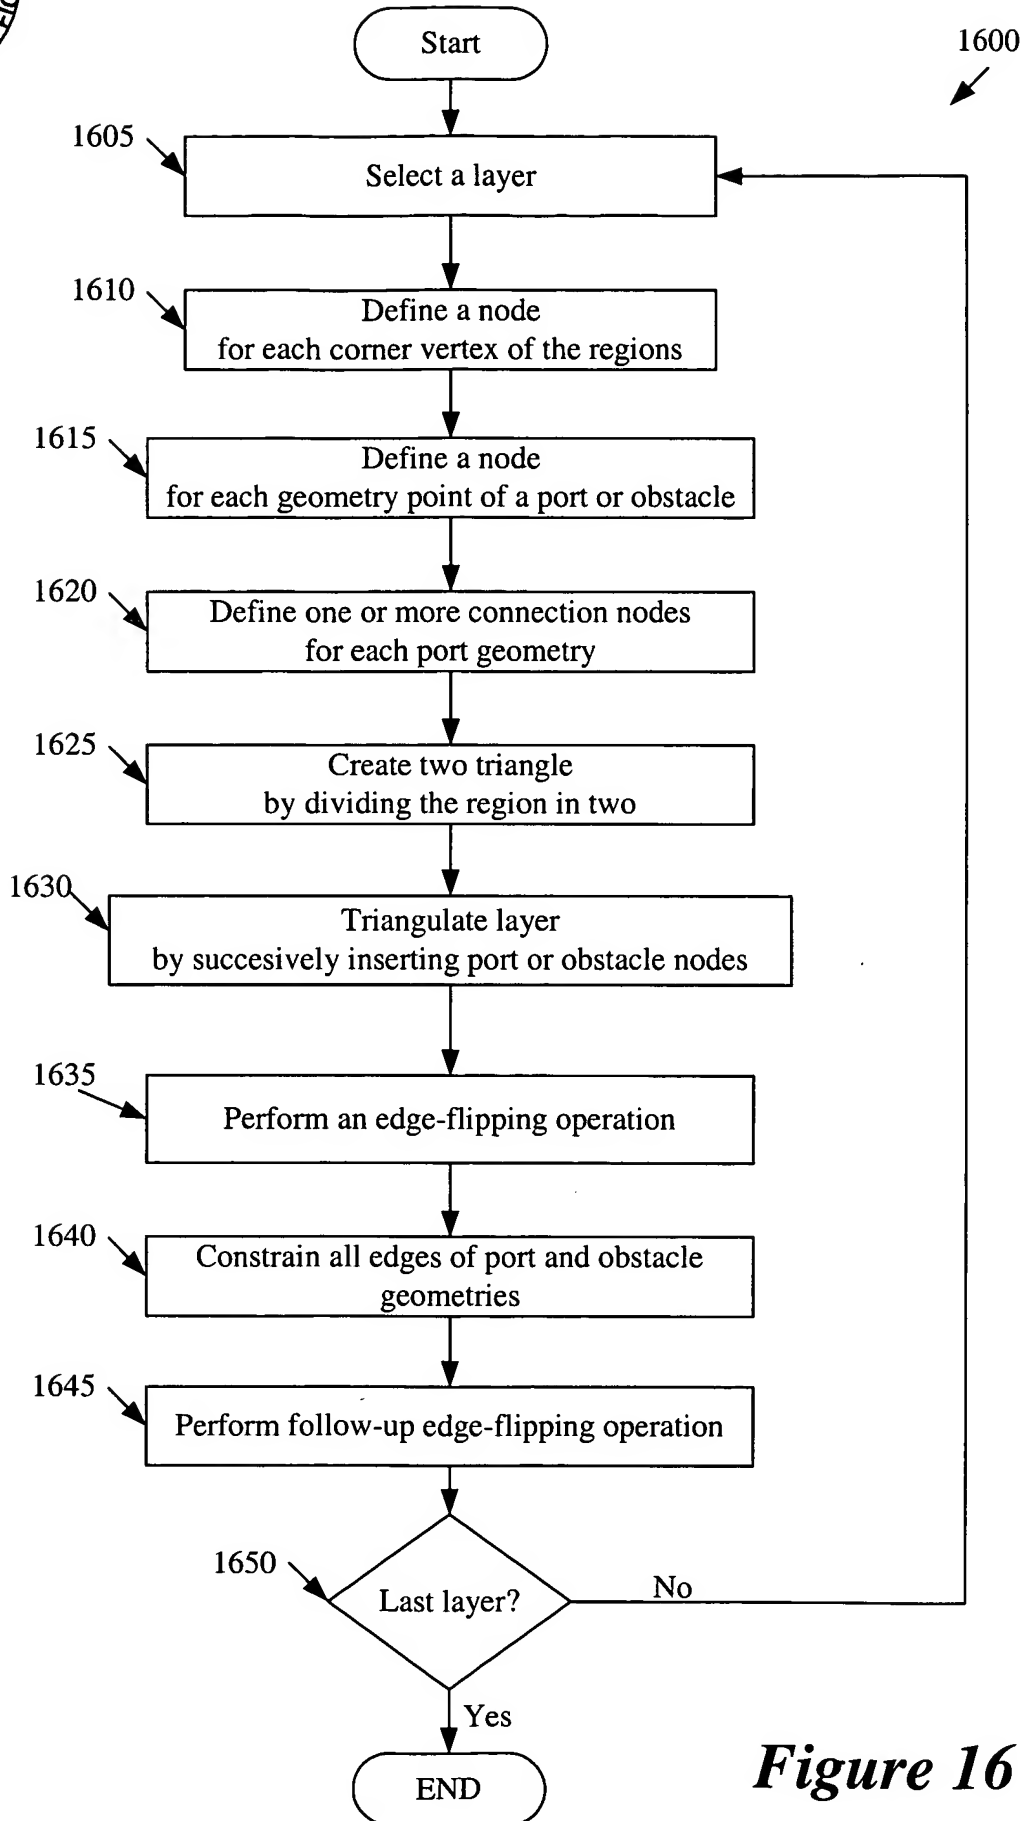 Start
1600
1605
Select a layer
1610
Define a node
for each corner vertex of the regions
1615
Define a node
for each geometry point of a port or obstacle
1620
Define one or more connection nodes
for each port geometry
1625
Create two triangle
by dividing the region in two
1630
Triangulate layer
by succesively inserting port or obstacle nodes
1635
Perform an edge-flipping operation
1640
Constrain all edges of port and obstacle
geometries
1645
Perform follow-up edge-flipping operation
1650
Last layer?
No
Yes
END
Figure 16